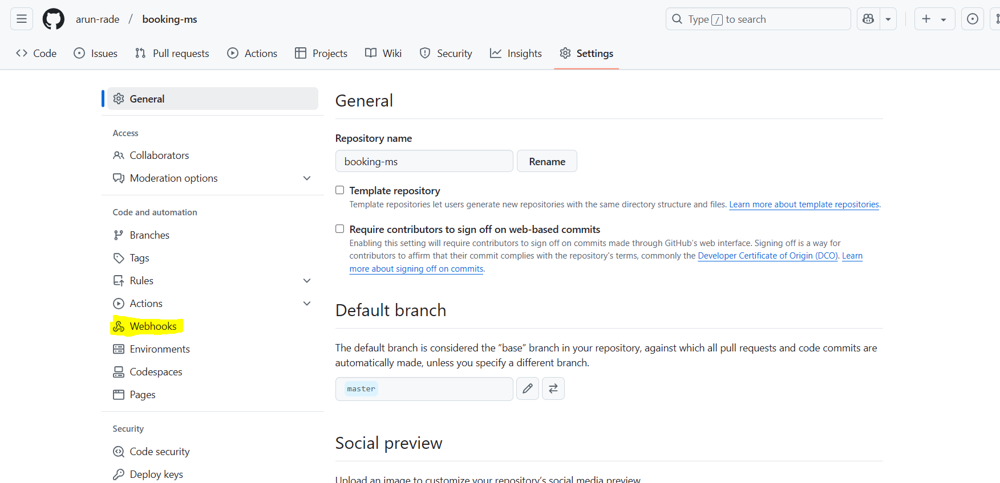 arun-rade / booking-ms
Type / to search
Code Issues Pull requests Actions Projects Wiki Security Insights Settings
General
Access
Collaborators
Moderation options
Code and automation
Branches
Tags
Rules
Actions
Webhooks
Environments
Codespaces
Pages
Security
Code security
Deploy keys
General
Repository name
booking-ms Rename
Template repository
Template repositories let users generate new repositories with the same directory structure and files. Learn more about template repositories.
Require contributors to sign off on web-based commits
Enabling this setting will require contributors to sign off on commits made through GitHub’s web interface. Signing off is a way for
contributors to affirm that their commit complies with the repository's terms, commonly the Developer Certificate of Origin (DCO). Learn
more about signing off on commits.
Default branch
The default branch is considered the “base” branch in your repository, against which all pull requests and code commits are
automatically made, unless you specify a different branch.
master
Social preview
Upload an image to customize your repository’s social media preview.